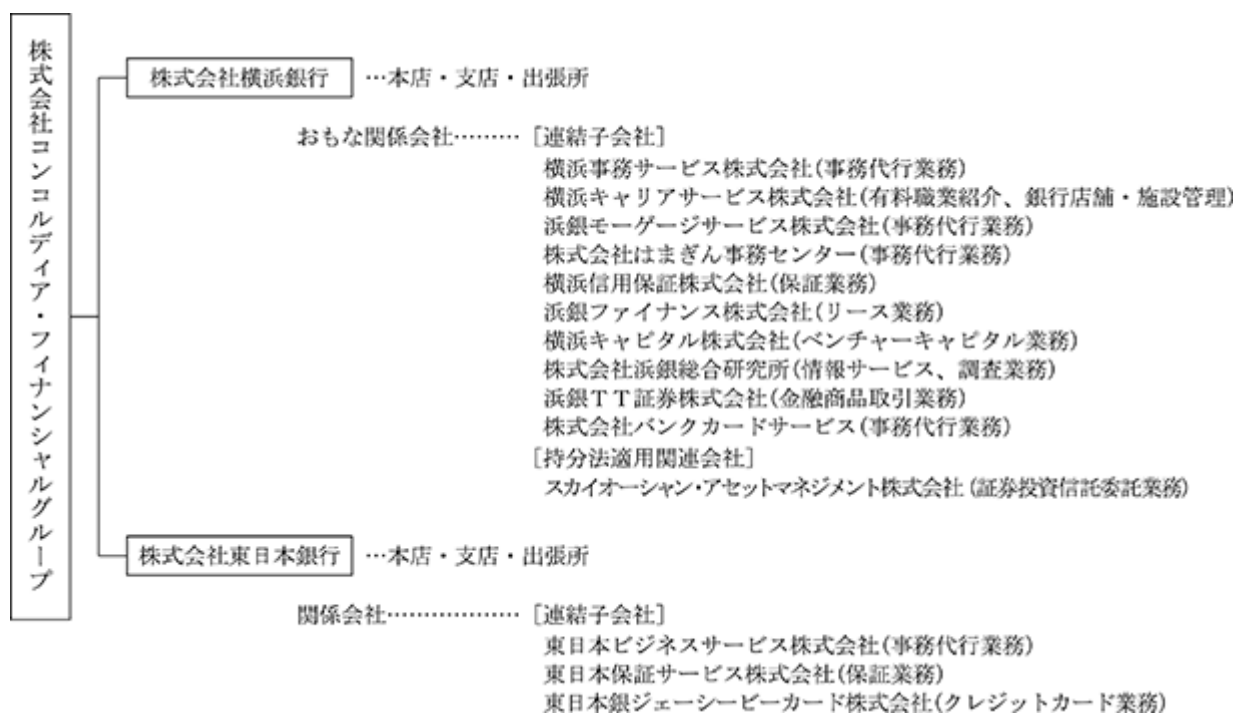 株式会社コンコルディア・フィナンシャルグループ
株式会社横浜銀行 …本店・支店・出張所
おもな関係会社………［連結子会社］
横浜事務サービス株式会社(事務代行業務)
横浜キャリアサービス株式会社(有料職業紹介、銀行店舗・施設管理)
浜銀モーゲージサービス株式会社(事務代行業務)
株式会社はまぎん事務センター(事務代行業務)
横浜信用保証株式会社(保証業務)
浜銀ファイナンス株式会社(リース業務)
横浜キャピタル株式会社(ベンチャーキャピタル業務)
株式会社浜銀総合研究所(情報サービス、調査業務)
浜銀ＴＴ証券株式会社(金融商品取引業務)
株式会社バンクカードサービス(事務代行業務)
［持分法適用関連会社］
スカイオーシャン・アセットマネジメント株式会社(証券投資信託委託業務)
株式会社東日本銀行 …本店・支店・出張所
関係会社………………［連結子会社］
東日本ビジネスサービス株式会社(事務代行業務)
東日本保証サービス株式会社(保証業務)
東日本銀ジェーシービーカード株式会社(クレジットカード業務)